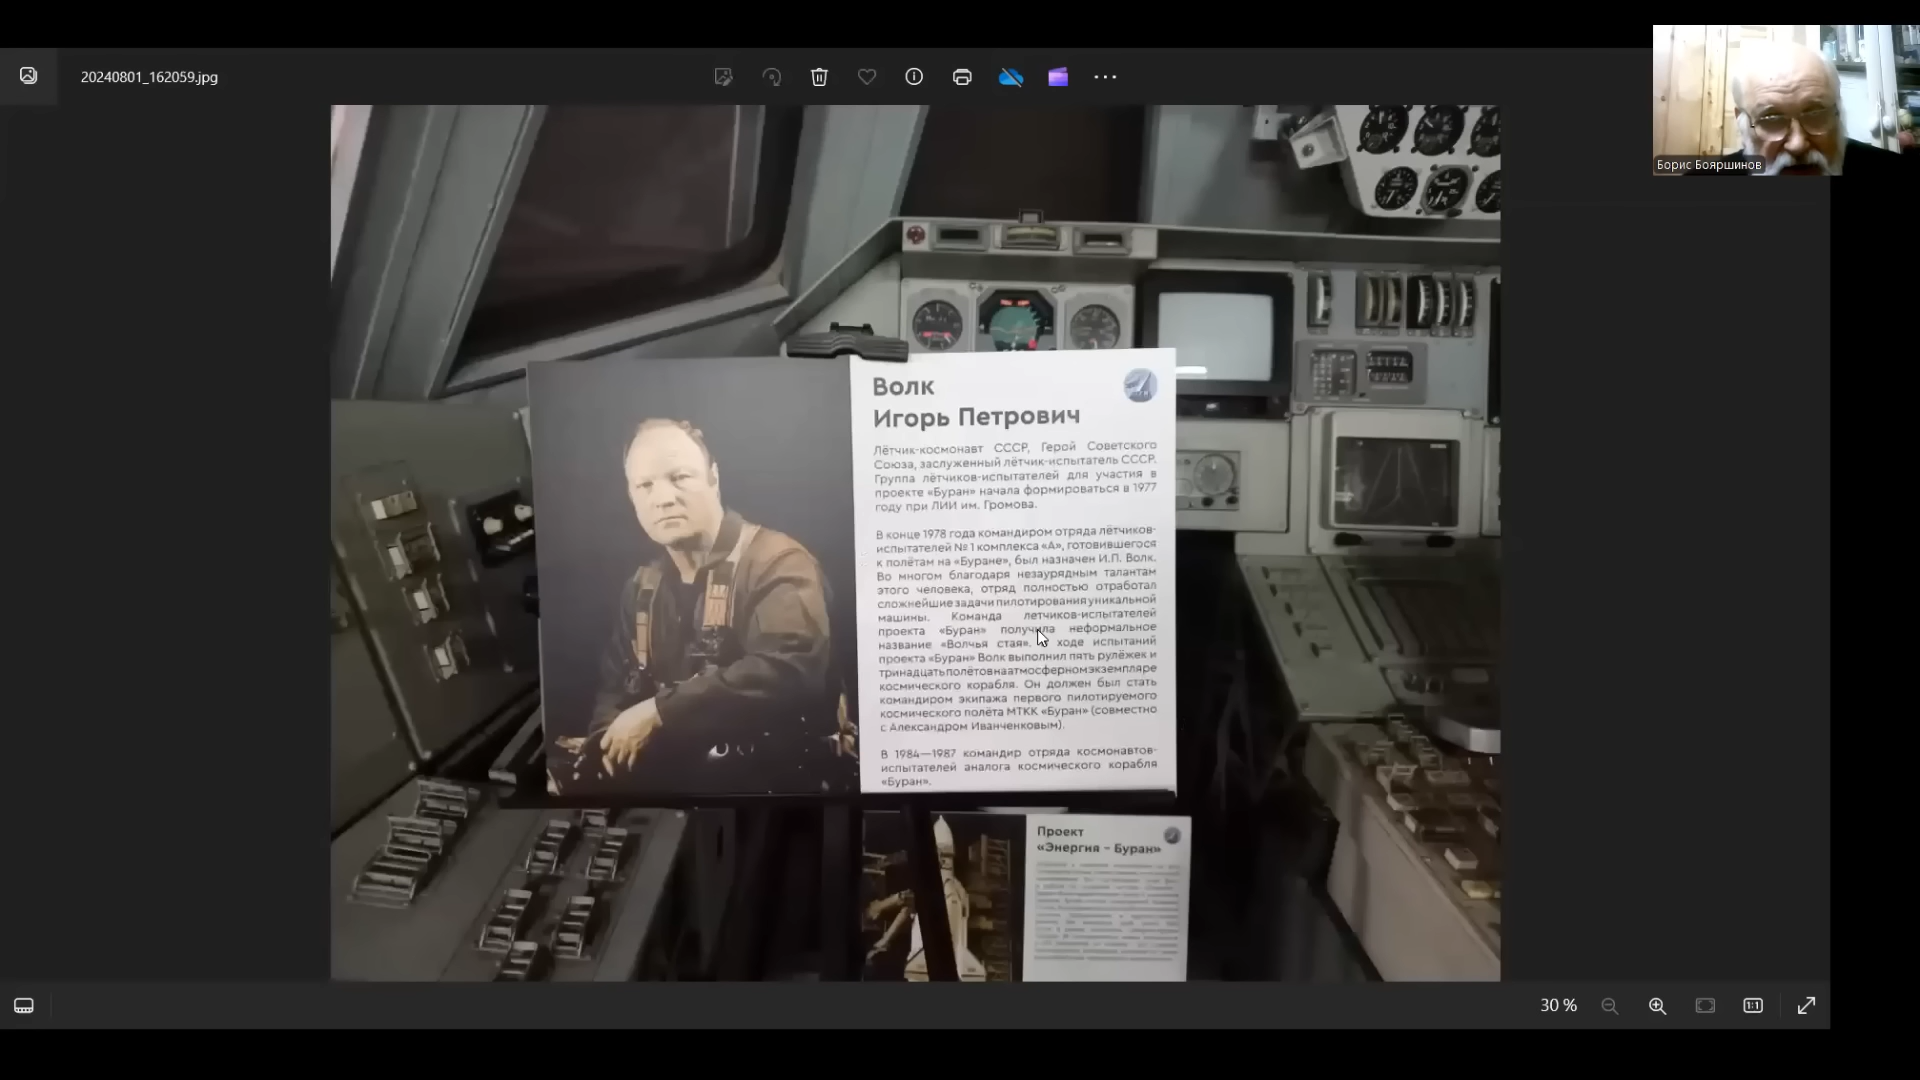 20240801_162059.jpg
Борис Бояршинов
Волк
Игорь Петрович
Лётчик-космонавт СССР, Герой Советского
Союза, заслуженный лётчик-испытатель СССР.
Группа лётчиков-испытателей для участия в
проекте «Буран» начала формироваться в 1977
году при ЛИИ им. Громова.
В конце 1978 года командиром отряда лётчиков-
испытателей № 1 комплекса «А», готовившегося
к полётам на «Буране», был назначен И.П. Волк.
Во многом благодаря незаурядным талантам
этого человека, отряд полностью отработал
сложнейшие задачи пилотирования уникальной
машины. Команда летчиков-испытателей
проекта «Буран» получила неформальное
название «Волчья стая». ходе испытаний
проекта «Буран» Волк выполнил пять рулёжек и
тринадцать полётов на атмосферном экземпляре
космического корабля. Он должен был стать
командиром экипажа первого пилотируемого
космического полёта МТКК «Буран» (совместно
с Александром Иванченковым).
В 1984—1987 командир отряда космонавтов-
испытателей аналога космического корабля
«Буран».
Проект
«Энергия – Буран»
30 %